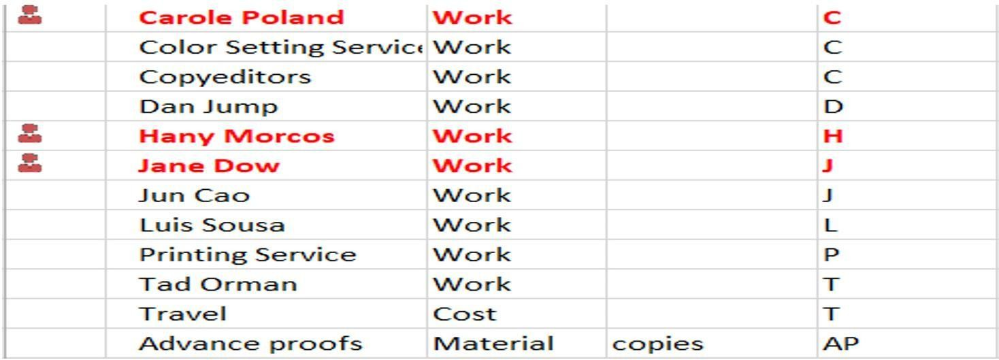 Carole Poland Work C
Color Setting Service Work C
Copyeditors Work C
Dan Jump Work D
Hany Morcos Work H
Jane Dow Work J
Jun Cao Work J
Luis Sousa Work L
Printing Service Work P
Tad Orman Work T
Travel Cost T
Advance proofs Material copies AP